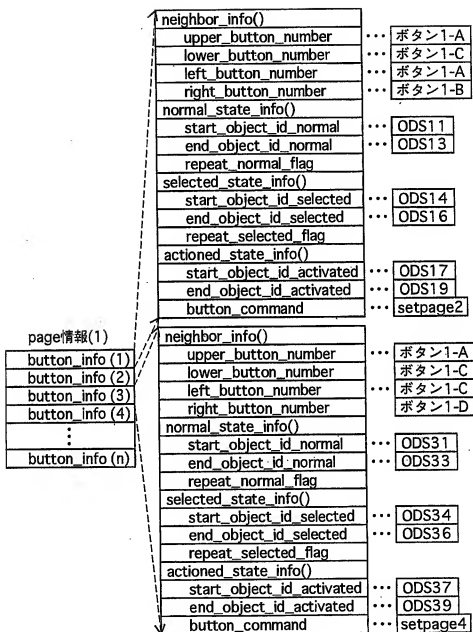 neighbor_info()
upper_button_number … ボタン1-A
lower_button_number … ボタン1-C
left_button_number … ボタン1-A
right_button_number … ボタン1-B
normal_state_info()
start_object_id_normal … ODS11
end_object_id_normal … ODS13
repeat_normal_flag
selected_state_info()
start_object_id_selected … ODS14
end_object_id_selected … ODS16
repeat_selected_flag
actioned_state_info()
start_object_id_activated … ODS17
end_object_id_activated … ODS19
button_command … setpage2
page情報(1)
button_info (1)
button_info (2)
button_info (3)
button_info (4)
⋮
button_info (n)
neighbor_info()
upper_button_number … ボタン1-A
lower_button_number ボタン1-C
left_button_number … ボタン1-C
right_button_number ボタン1-D
normal_state_info()
start_object_id_normal … ODS31
end_object_id_normal … ODS33
repeat_normal_flag
selected_state_info()
start_object_id_selected … ODS34
end_object_id_selected … ODS36
repeat_selected_flag
actioned_state_info()
start_object_id_activated … ODS37
end_object_id_activated … ODS39
button_command … setpage4